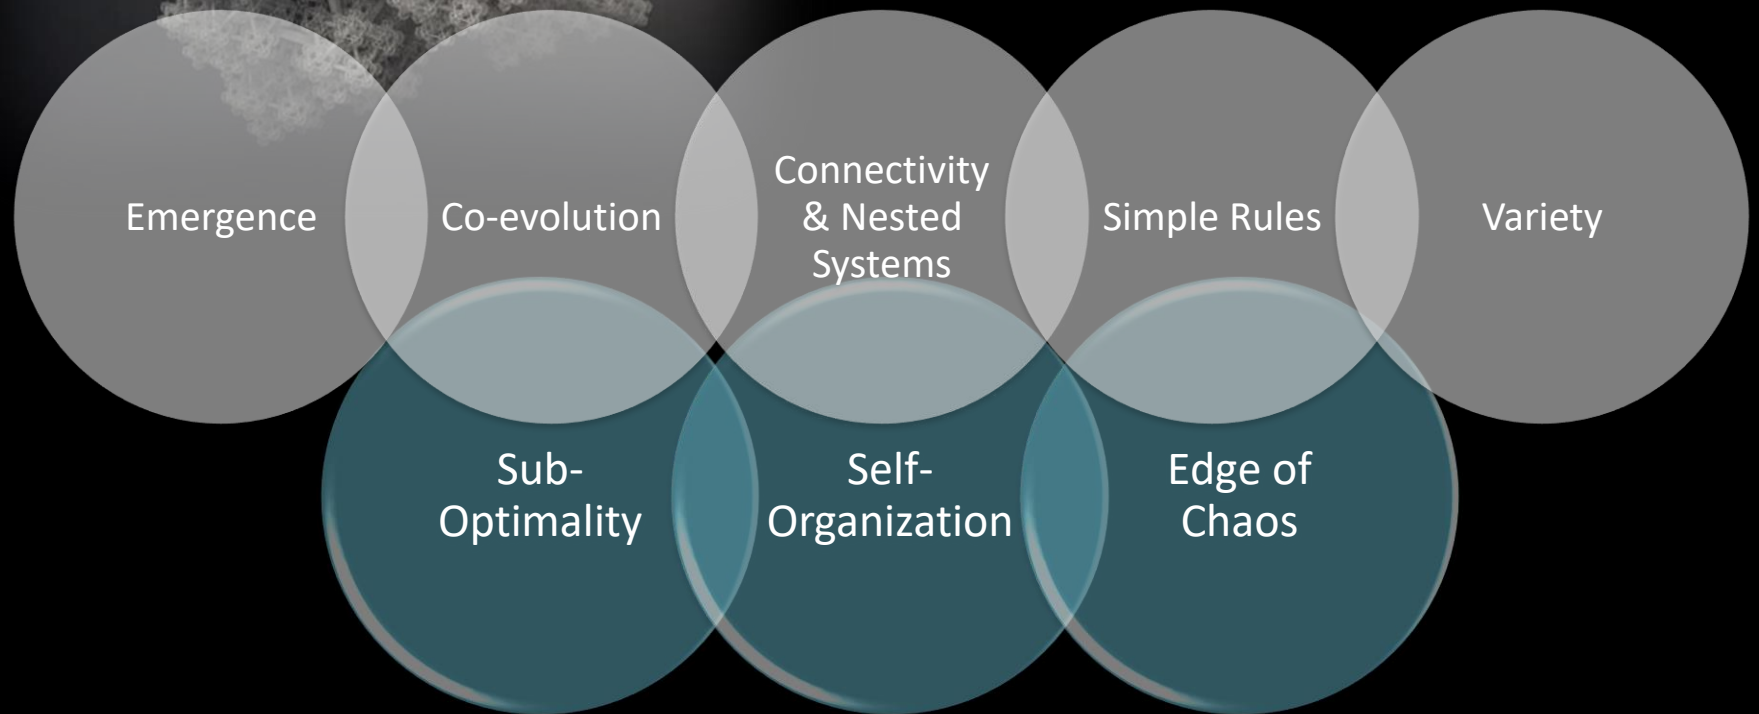 Emergence
Co-evolution
Connectivity
& Nested
Systems
Simple Rules
Variety
Sub-
Optimality
Self-
Organization
Edge of
Chaos